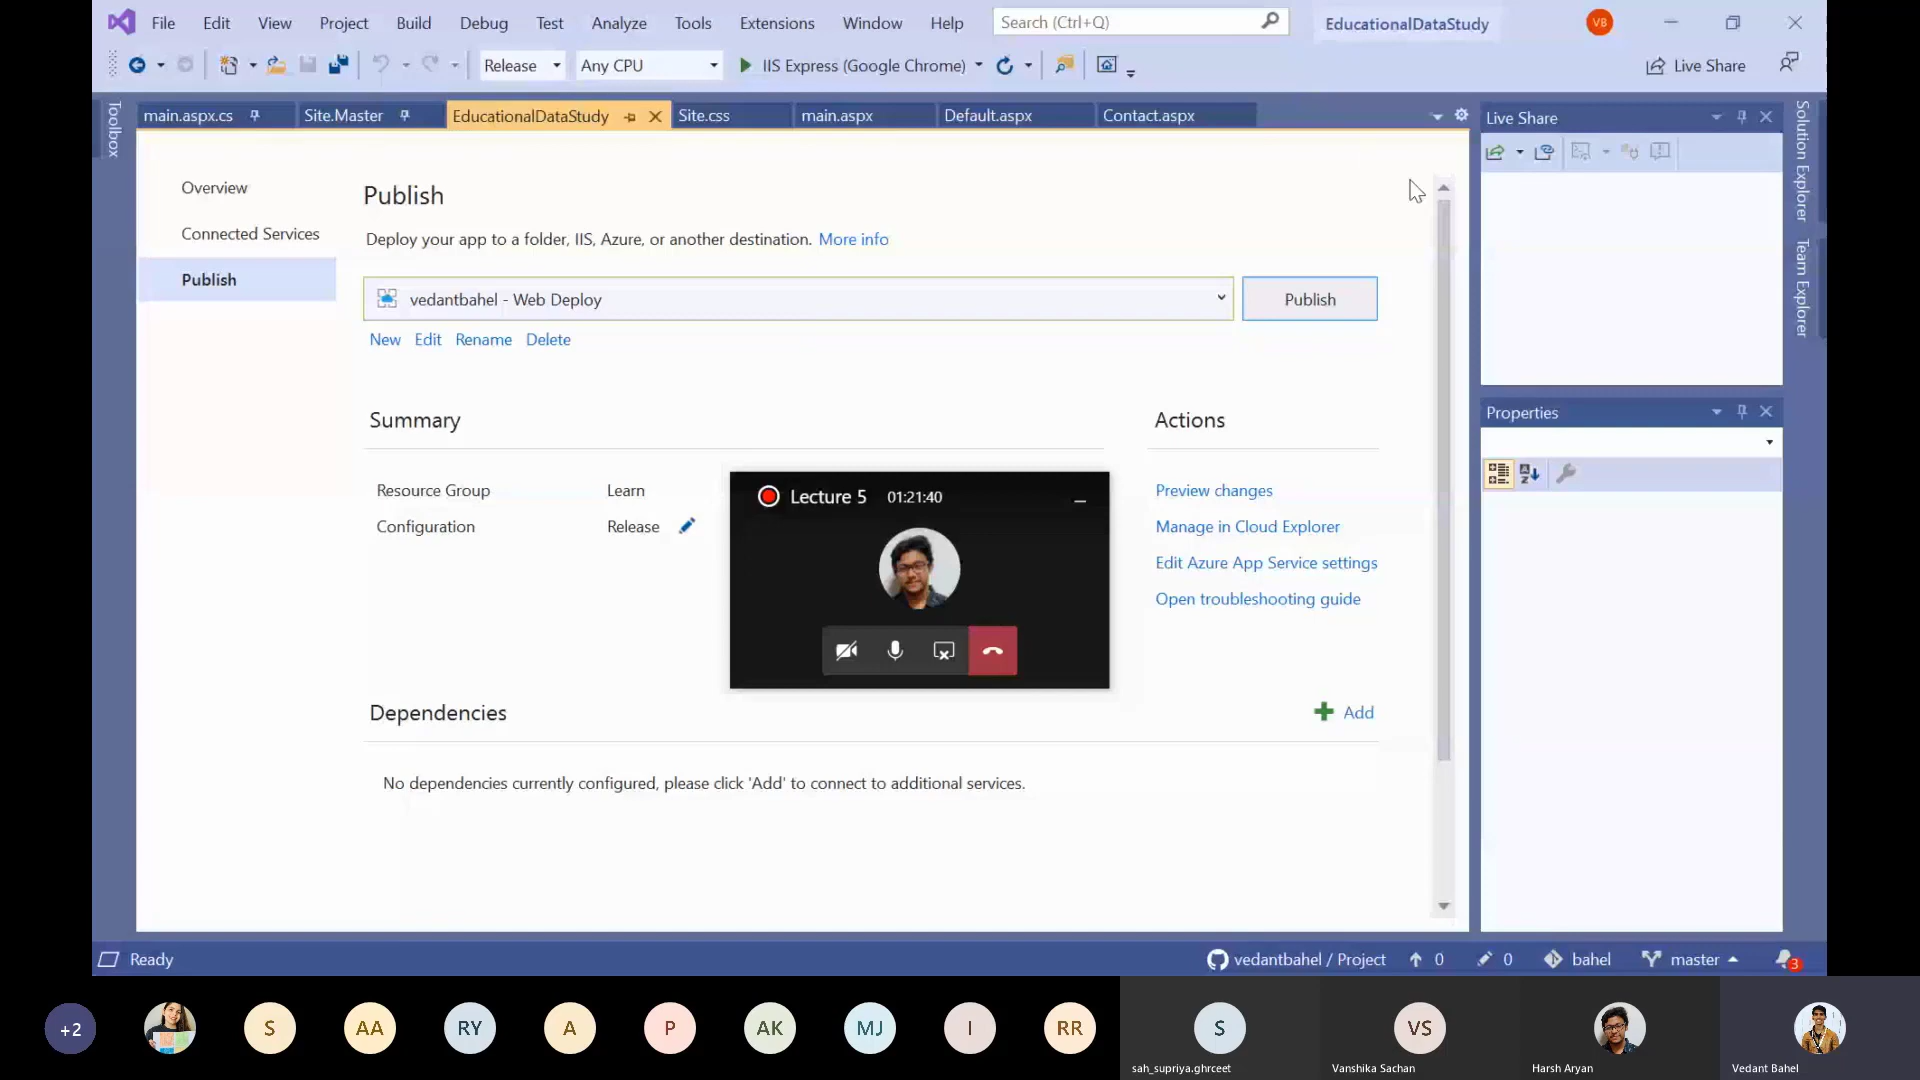 File Edit View Project Build Debug Test Analyze Tools Extensions Window Help Search (Ctrl+Q) EducationalDataStudy VB
Release Any CPU IIS Express (Google Chrome) Live Share
Toolbox
main.aspx.cs Site.Master EducationalDataStudy Site.css main.aspx Default.aspx Contact.aspx
Live Share
Solution Explorer
Team Explorer
Overview
Connected Services
Publish
Publish
Deploy your app to a folder, IIS, Azure, or another destination. More info
vedantbahel - Web Deploy
Publish
New Edit Rename Delete
Summary
Resource Group Learn
Configuration Release
Actions
Preview changes
Manage in Cloud Explorer
Edit Azure App Service settings
Open troubleshooting guide
Lecture 5 01:21:40
Dependencies
Add
No dependencies currently configured, please click 'Add' to connect to additional services.
Properties
Ready
vedantbahel / Project 0 0 bahel master 3
+2 S AA RY A P AK MJ I RR S VS
sah_supriya.ghrceet Vanshika Sachan Harsh Aryan Vedant Bahel